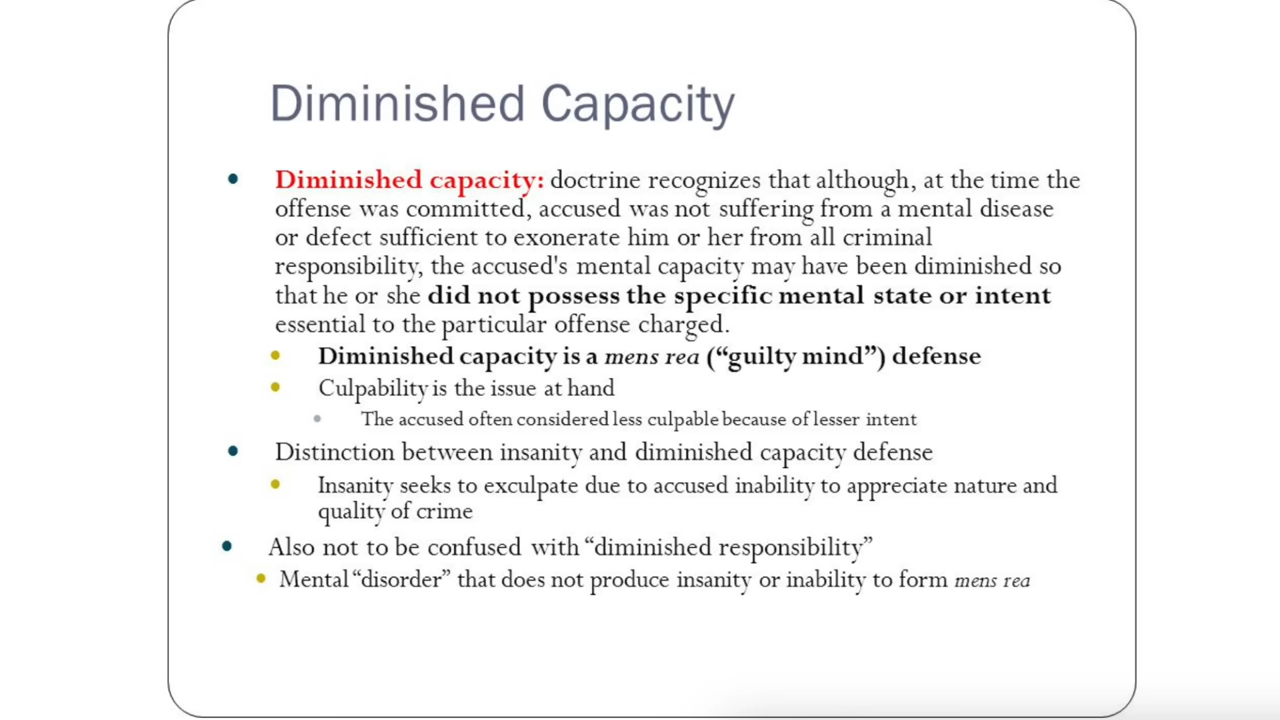 Diminished Capacity
Diminished capacity: doctrine recognizes that although, at the time the
offense was committed, accused was not suffering from a mental disease
or defect sufficient to exonerate him or her from all criminal
responsibility, the accused's mental capacity may have been diminished so
that he or she did not possess the specific mental state or intent
essential to the particular offense charged.
Diminished capacity is a mens rea (“guilty mind”) defense
Culpability is the issue at hand
The accused often considered less culpable because of lesser intent
Distinction between insanity and diminished capacity defense
Insanity seeks to exculpate due to accused inability to appreciate nature and
quality of crime
Also not to be confused with “diminished responsibility”
Mental “disorder” that does not produce insanity or inability to form mens rea